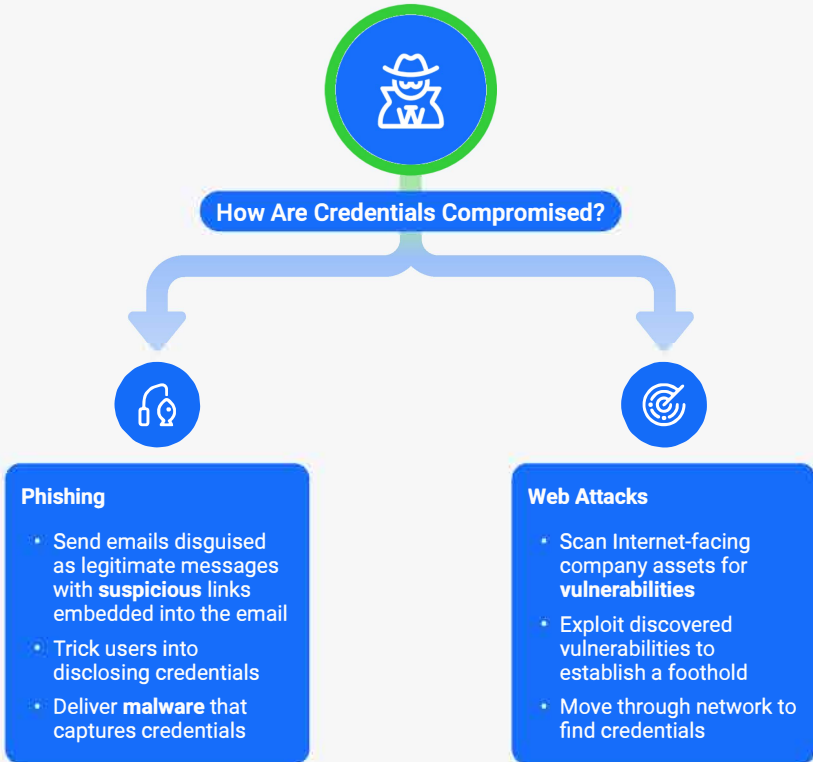 How Are Credentials Compromised?
Phishing
• Send emails disguised
as legitimate messages
with suspicious links
embedded into the email
• Trick users into
disclosing credentials
• Deliver malware that
captures credentials
Web Attacks
• Scan Internet-facing
company assets for
vulnerabilities
• Exploit discovered
vulnerabilities to
establish a foothold
• Move through network to
find credentials